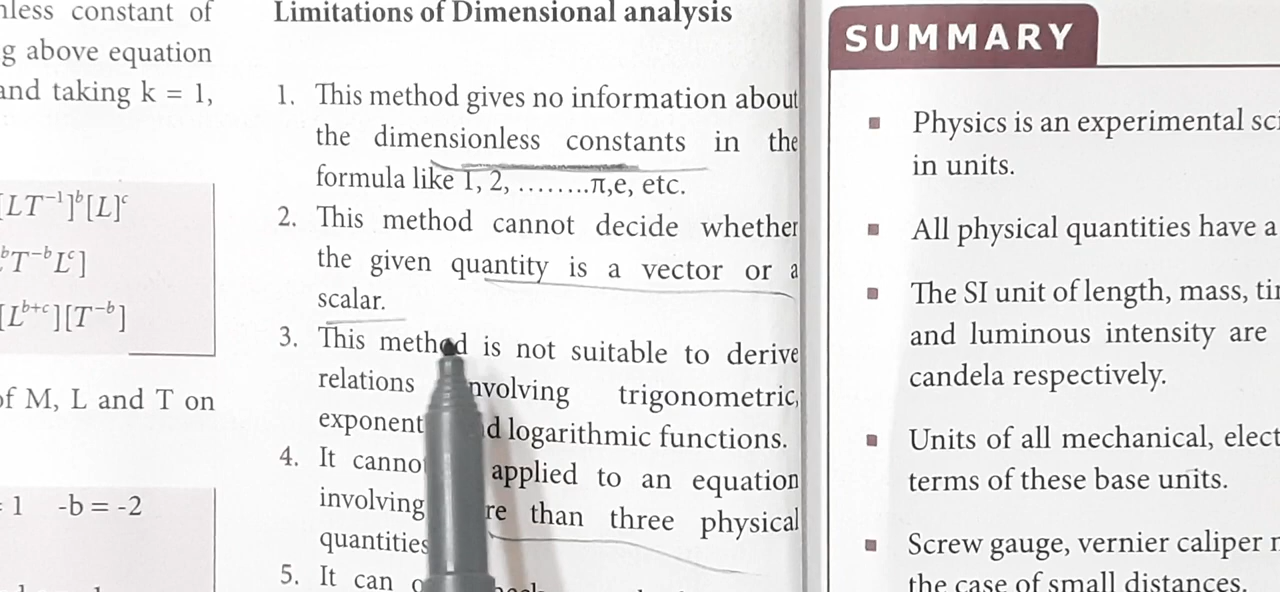 nless constant of
g above equation
and taking k = 1,
[LT⁻¹]ᵇ[L]ᶜ
ᵇT⁻ᵇLᶜ]
[Lᵇ⁺ᶜ][T⁻ᵇ]
of M, L and T on
= 1 -b = -2
Limitations of Dimensional analysis
1. This method gives no information about
the dimensionless constants in the
formula like 1, 2, ........π,e, etc.
2. This method cannot decide whether
the given quantity is a vector or a
scalar.
3. This method is not suitable to derive
relations nvolving trigonometric,
exponent d logarithmic functions.
4. It canno applied to an equation
involving re than three physical
quantities
5. It can
SUMMARY
Physics is an experimental sci
in units.
All physical quantities have a
The SI unit of length, mass, tim
and luminous intensity are
candela respectively.
Units of all mechanical, elect
terms of these base units.
Screw gauge, vernier caliper
the case of small distances.